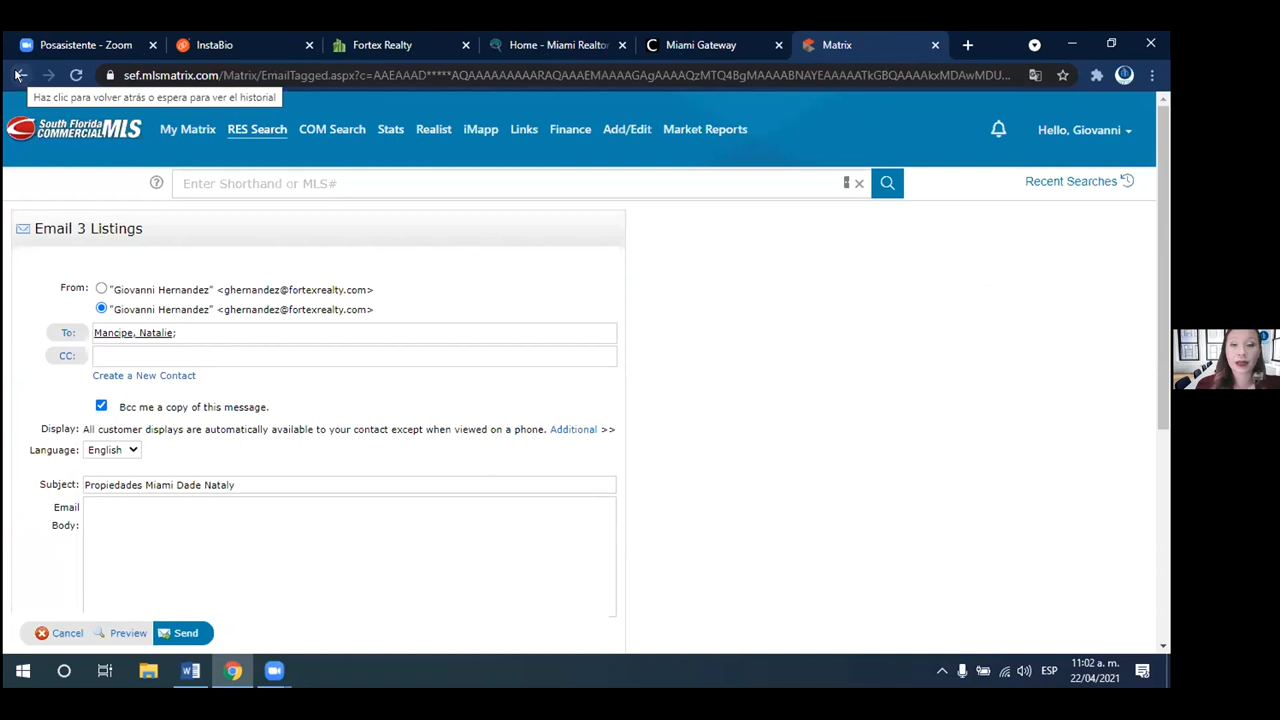 Posasistente - Zoom
InstaBio
Fortex Realty
Home - Miami Realtor
Miami Gateway
Matrix
sef.mlsmatrix.com/Matrix/EmailTagged.aspx?
Haz clic para volver atrás o espera para ver el historial
South Florida
COMMERCIAL MLS
My Matrix RES Search COM Search Stats Realist iMapp Links Finance Add/Edit Market Reports
Hello, Giovanni
Enter Shorthand or MLS#
Recent Searches
Email 3 Listings
From: "Giovanni Hernandez" <ghernandez@fortexrealty.com>
"Giovanni Hernandez" <ghernandez@fortexrealty.com>
To: Mancipe, Natalie;
CC:
Create a New Contact
Bcc me a copy of this message.
Display: All customer displays are automatically available to your contact except when viewed on a phone. Additional >>
Language: English
Subject: Propiedades Miami Dade Nataly
Email
Body:
Cancel Preview Send
ESP
11:02 a. m.
22/04/2021